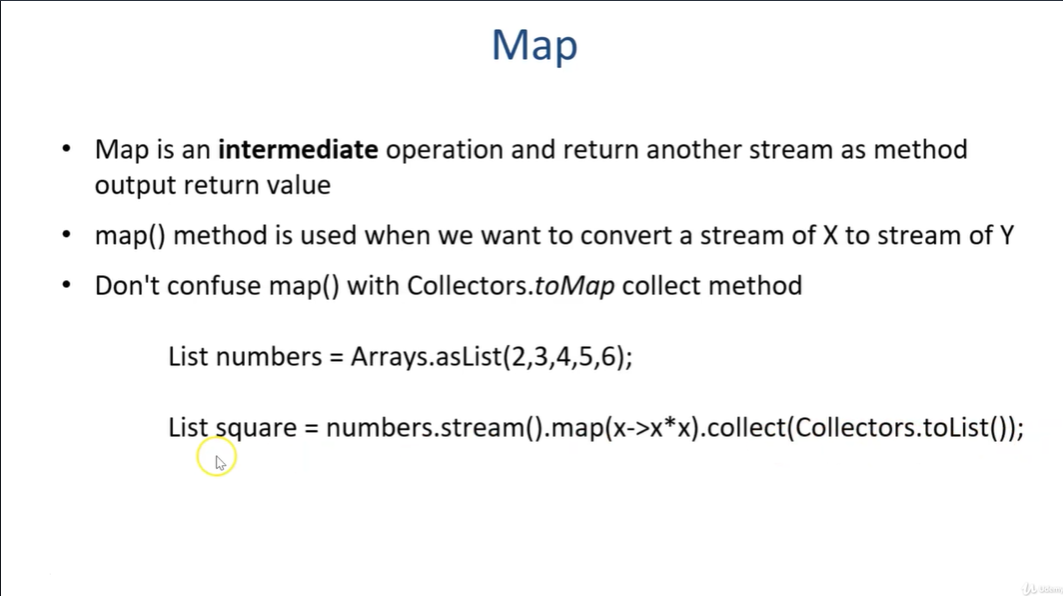 Map
• Map is an intermediate operation and return another stream as method
output return value
• map() method is used when we want to convert a stream of X to stream of Y
• Don't confuse map() with Collectors.toMap collect method
List numbers = Arrays.asList(2,3,4,5,6);
List square = numbers.stream().map(x->x*x).collect(Collectors.toList());
Udemy